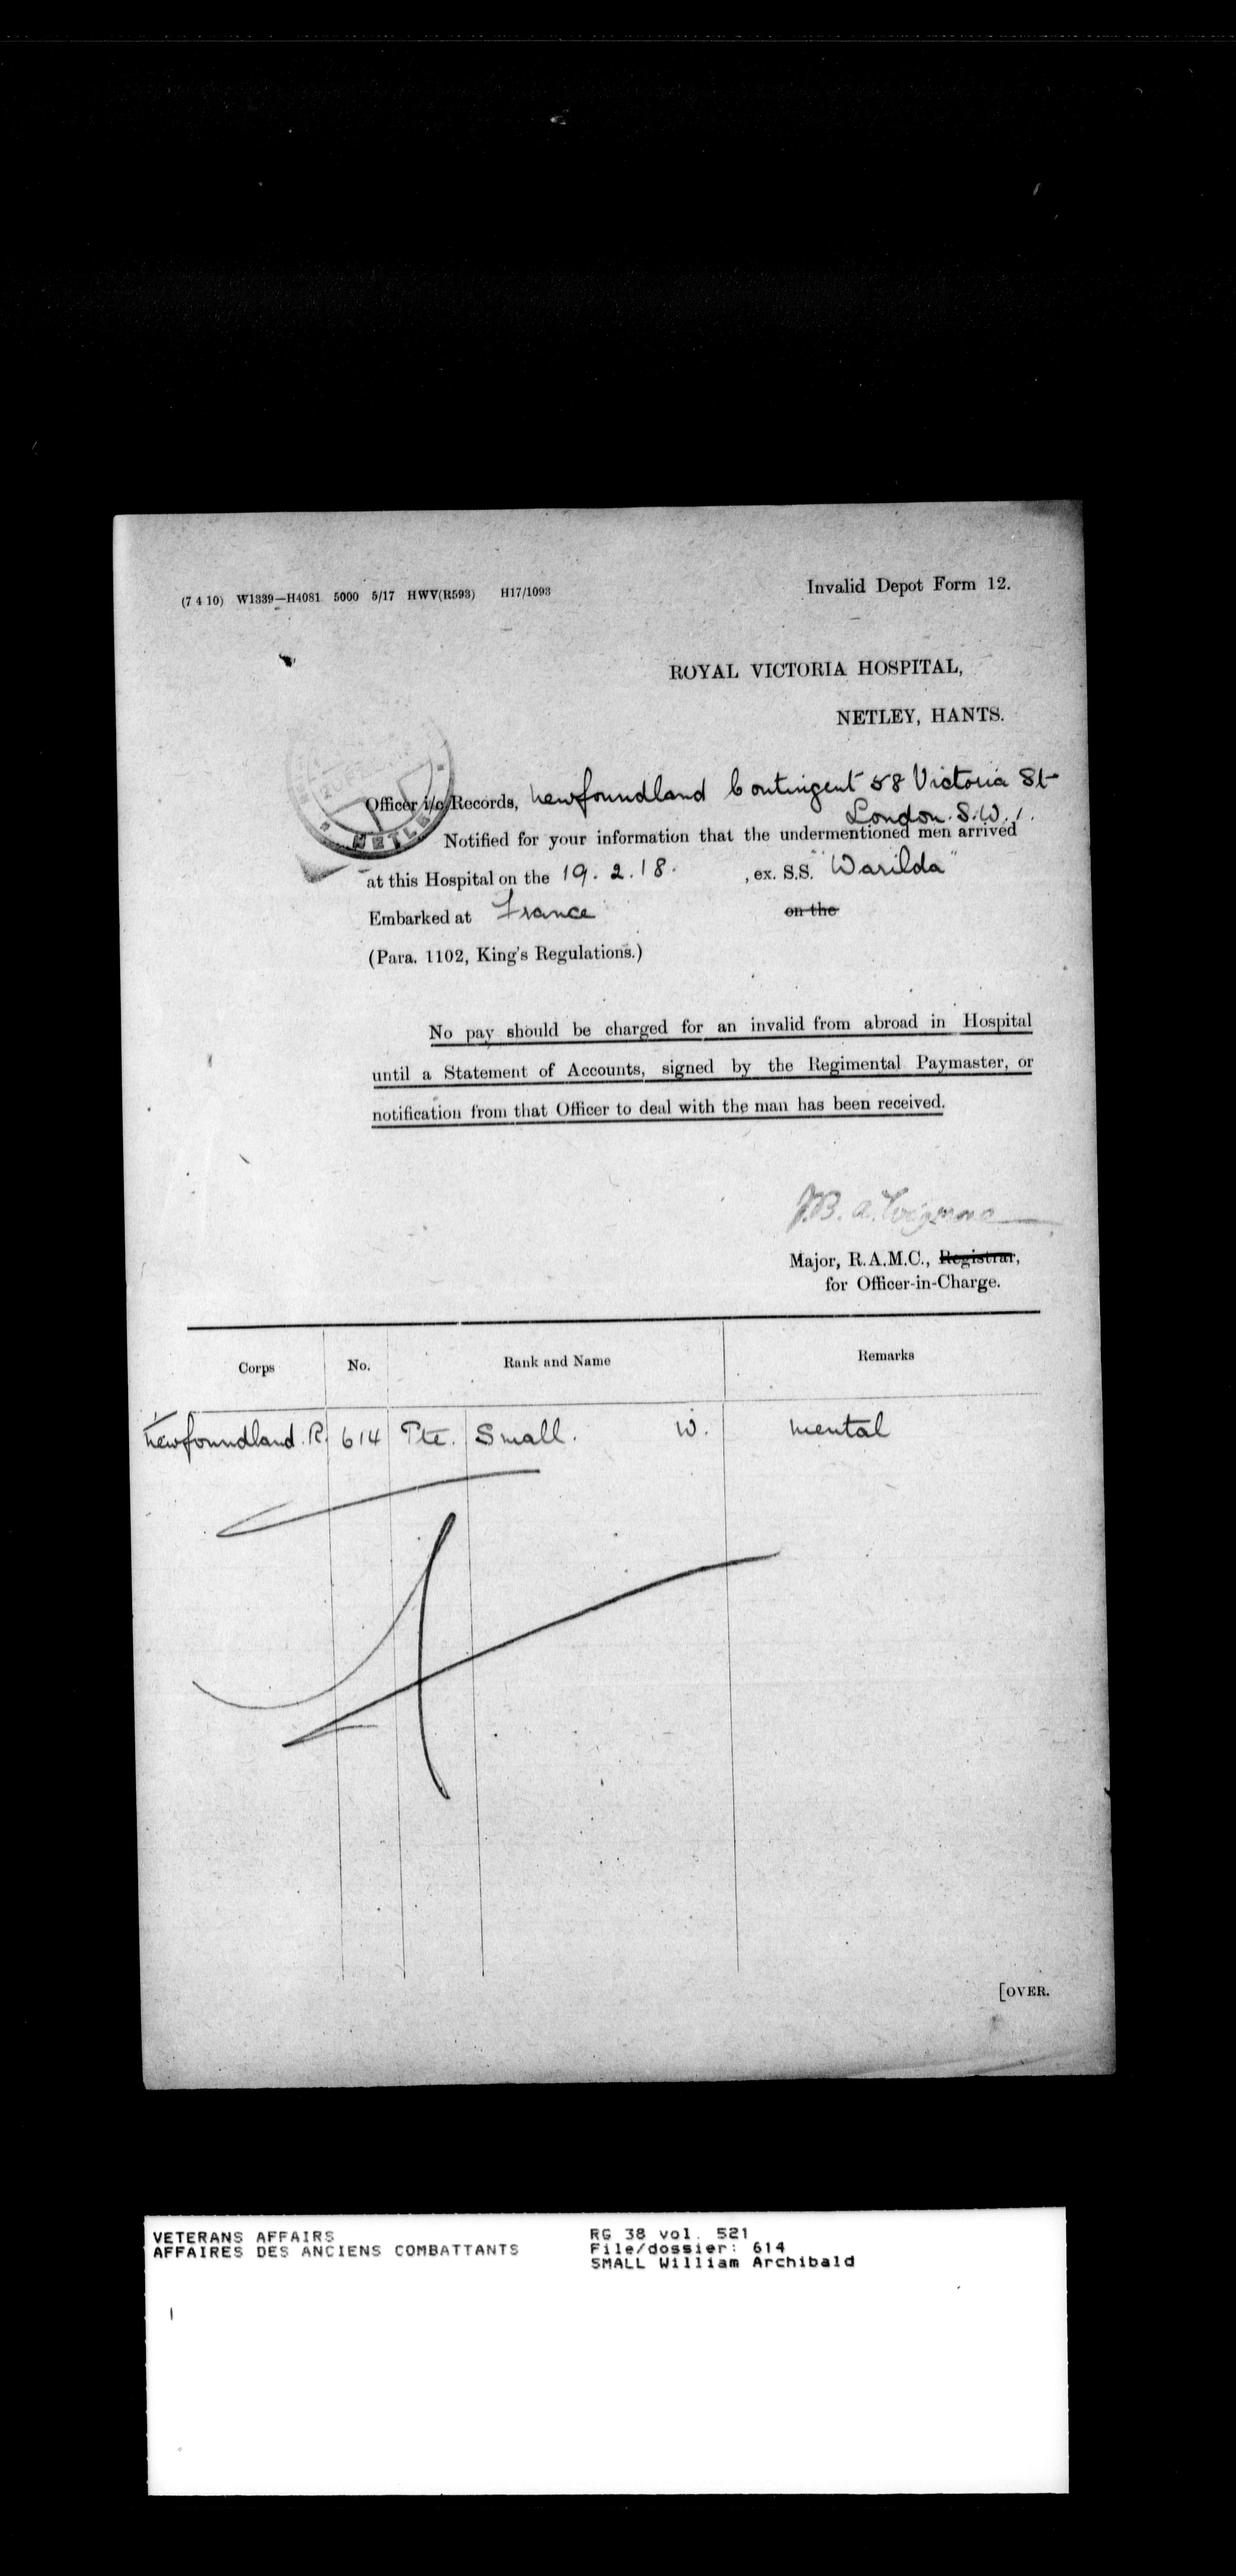 (7 4 10) W1339—H4081 5000 5/17 HWV(R593) H17/1093
Invalid Depot Form 12.
ROYAL VICTORIA HOSPITAL,
NETLEY, HANTS.
NETLEY
Officer i/c Records, Newfoundland Contingent 58 Victoria St
London. S.W.1.
Notified for your information that the undermentioned men arrived
at this Hospital on the 19. 2. 18. , ex. S.S. "Warilda"
Embarked at France on the
(Para. 1102, King's Regulations.)
No pay should be charged for an invalid from abroad in Hospital
until a Statement of Accounts, signed by the Regimental Paymaster, or
notification from that Officer to deal with the man has been received.
J.B. A.
Major, R.A.M.C., Registrar,
for Officer-in-Charge.
Corps No. Rank and Name Remarks
Newfoundland. R. 614 Pte. Small. W. mental
[OVER.
VETERANS AFFAIRS
AFFAIRES DES ANCIENS COMBATTANTS
RG 38 vol. 521
File/dossier: 614
SMALL William Archibald